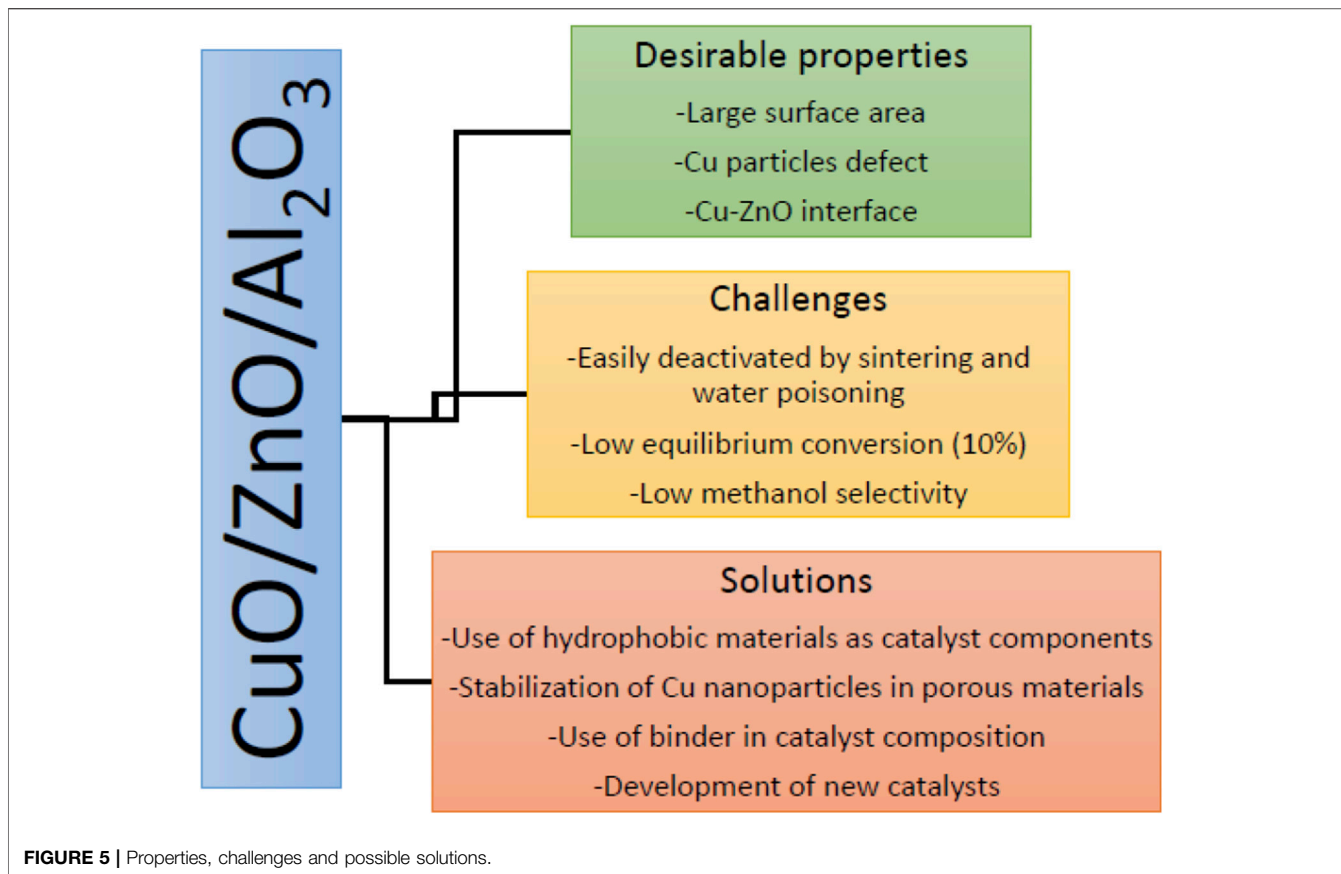 CuO/ZnO/Al2O3
Desirable properties
-Large surface area
-Cu particles defect
-Cu-ZnO interface
Challenges
-Easily deactivated by sintering and
water poisoning
-Low equilibrium conversion (10%)
-Low methanol selectivity
Solutions
-Use of hydrophobic materials as catalyst components
-Stabilization of Cu nanoparticles in porous materials
-Use of binder in catalyst composition
-Development of new catalysts
FIGURE 5 | Properties, challenges and possible solutions.